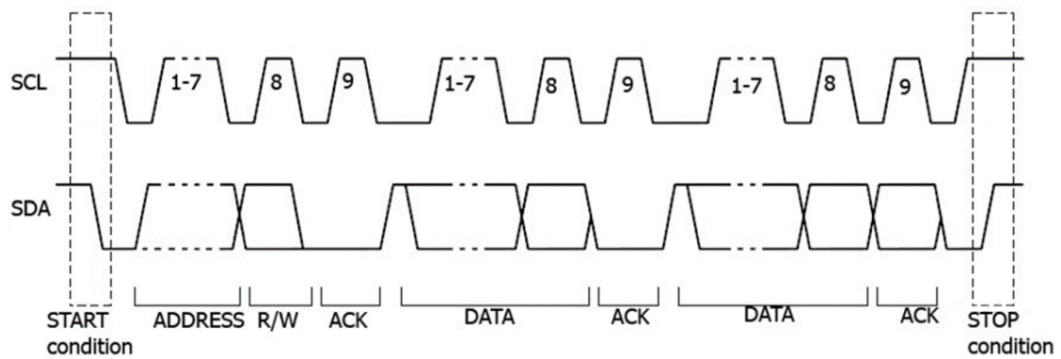 SCL 1-7 8 9 1-7 8 9 1-7 8 9
SDA
START ADDRESS R/W ACK DATA ACK DATA ACK STOP
condition condition